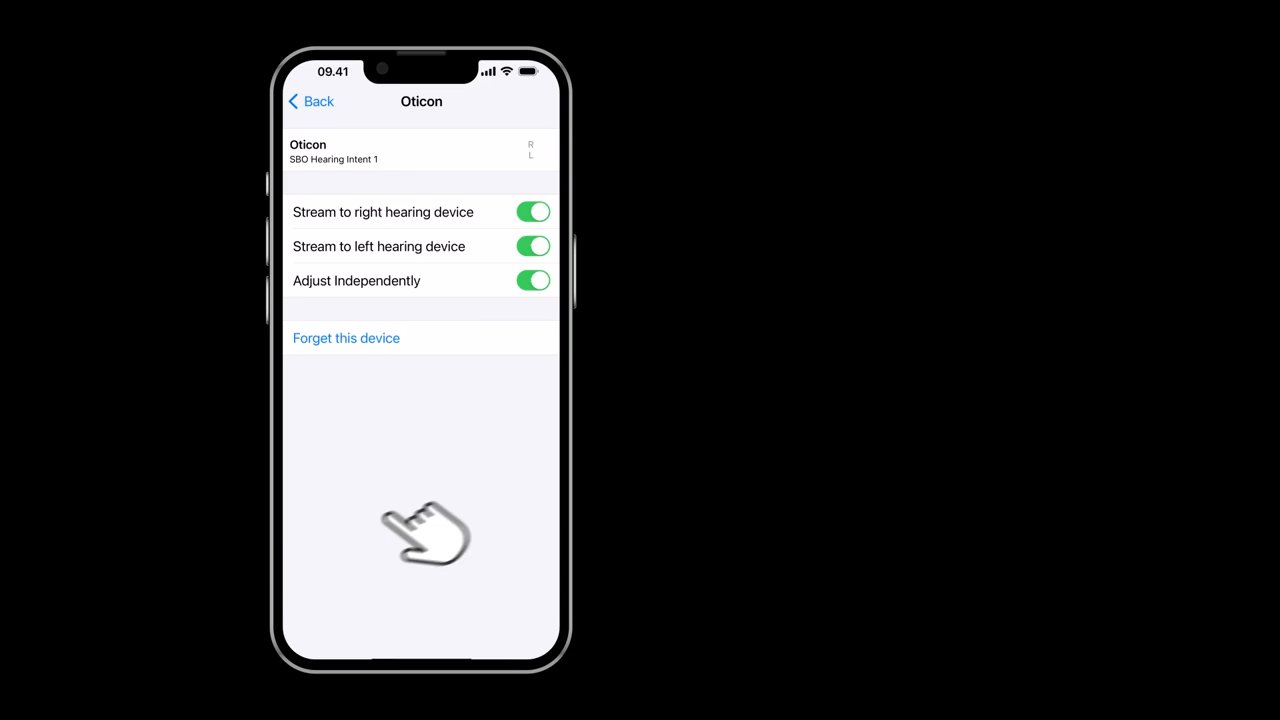 09.41
Back
Oticon
Oticon
R
SBO Hearing Intent 1
L
Stream to right hearing device
Stream to left hearing device
Adjust Independently
Forget this device